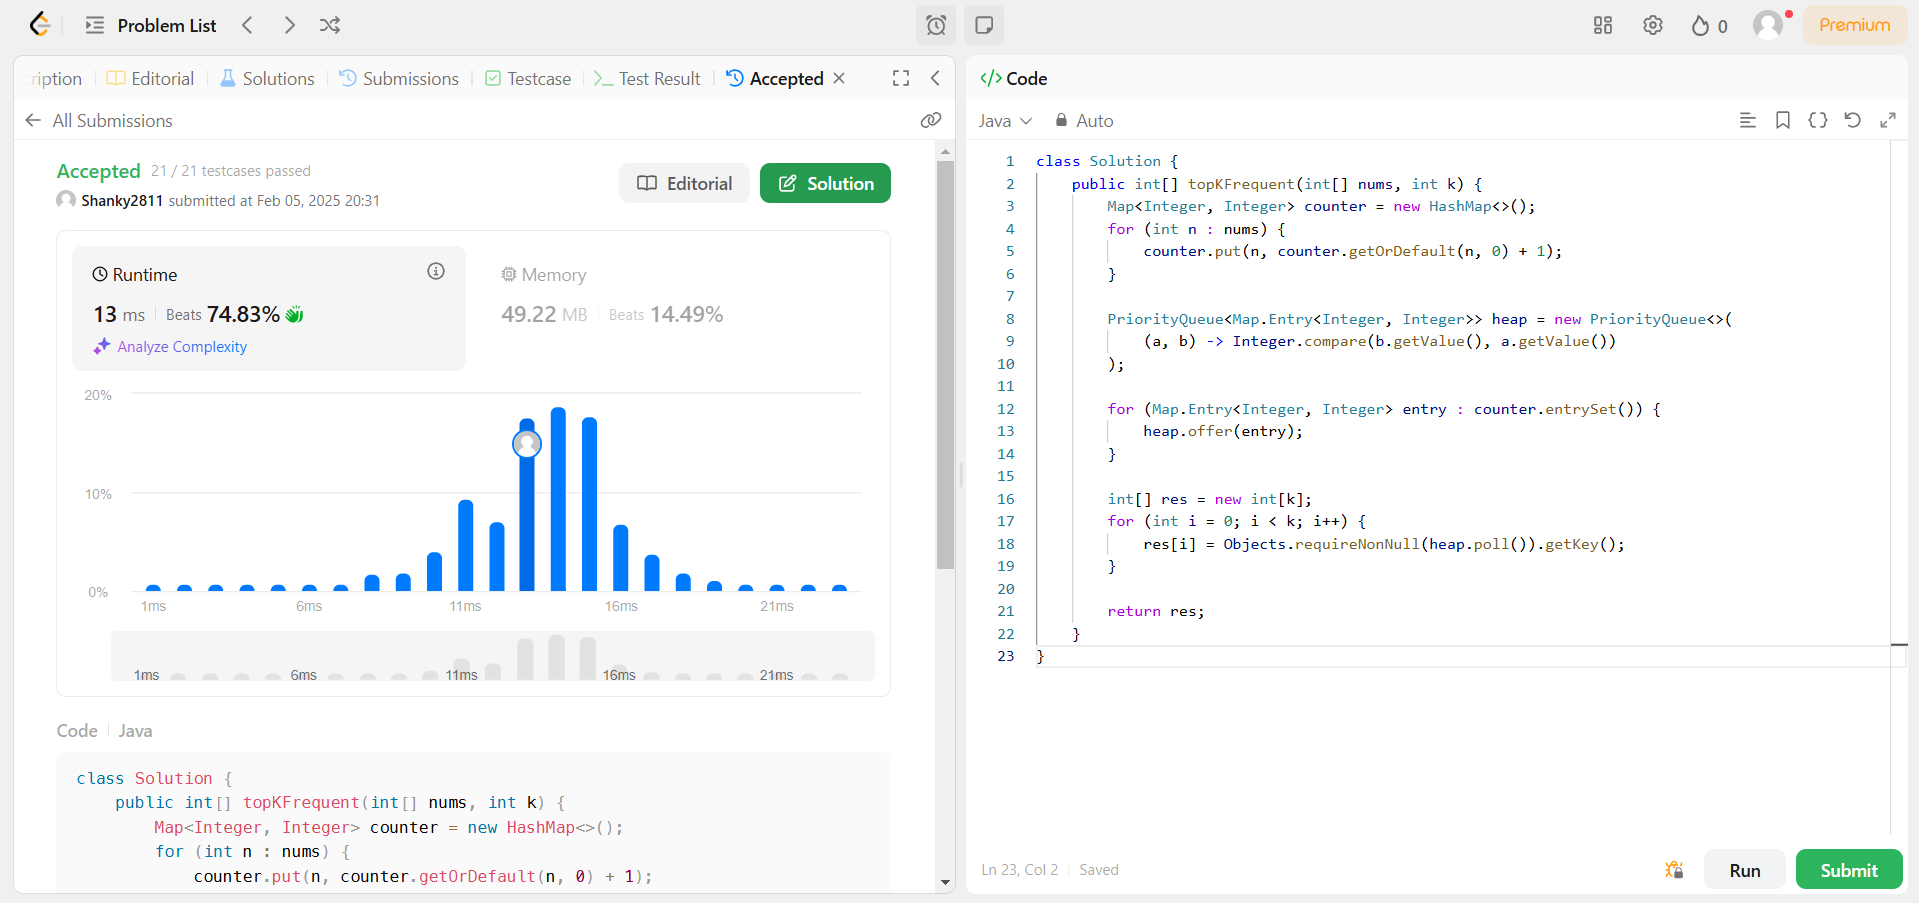 Problem List
0
Premium
ription
Editorial
Solutions
Submissions
Testcase
Test Result
Accepted
All Submissions
Accepted 21 / 21 testcases passed
Shanky2811 submitted at Feb 05, 2025 20:31
Editorial
Solution
Runtime
13 ms Beats 74.83%
Analyze Complexity
Memory
49.22 MB Beats 14.49%
20%
10%
0%
1ms 6ms 11ms 16ms 21ms
1ms 6ms 11ms 16ms 21ms
Code Java
class Solution {
    public int[] topKFrequent(int[] nums, int k) {
        Map<Integer, Integer> counter = new HashMap<>();
        for (int n : nums) {
            counter.put(n, counter.getOrDefault(n, 0) + 1);
</> Code
Java Auto
1 class Solution {
2     public int[] topKFrequent(int[] nums, int k) {
3         Map<Integer, Integer> counter = new HashMap<>();
4         for (int n : nums) {
5             counter.put(n, counter.getOrDefault(n, 0) + 1);
6         }
7
8         PriorityQueue<Map.Entry<Integer, Integer>> heap = new PriorityQueue<>(
9             (a, b) -> Integer.compare(b.getValue(), a.getValue())
10         );
11
12         for (Map.Entry<Integer, Integer> entry : counter.entrySet()) {
13             heap.offer(entry);
14         }
15
16         int[] res = new int[k];
17         for (int i = 0; i < k; i++) {
18             res[i] = Objects.requireNonNull(heap.poll()).getKey();
19         }
20
21         return res;
22     }
23 }
Ln 23, Col 2 Saved
Run
Submit